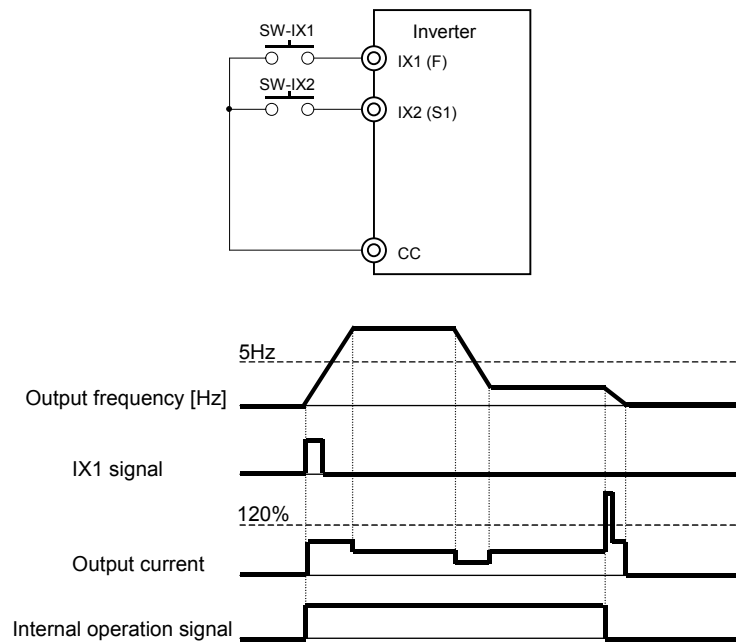 SW-IX1
Inverter
IX1 (F)
SW-IX2
IX2 (S1)
CC
5Hz
Output frequency [Hz]
IX1 signal
120%
Output current
Internal operation signal